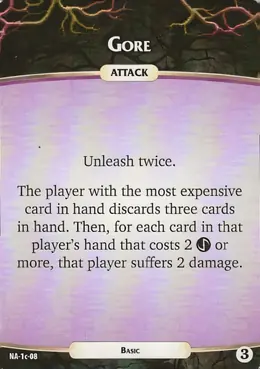 GORE
ATTACK
Unleash twice.
The player with the most expensive
card in hand discards three cards
in hand. Then, for each card in that
player's hand that costs 2 or
more, that player suffers 2 damage.
NA-1c-08
BASIC
3